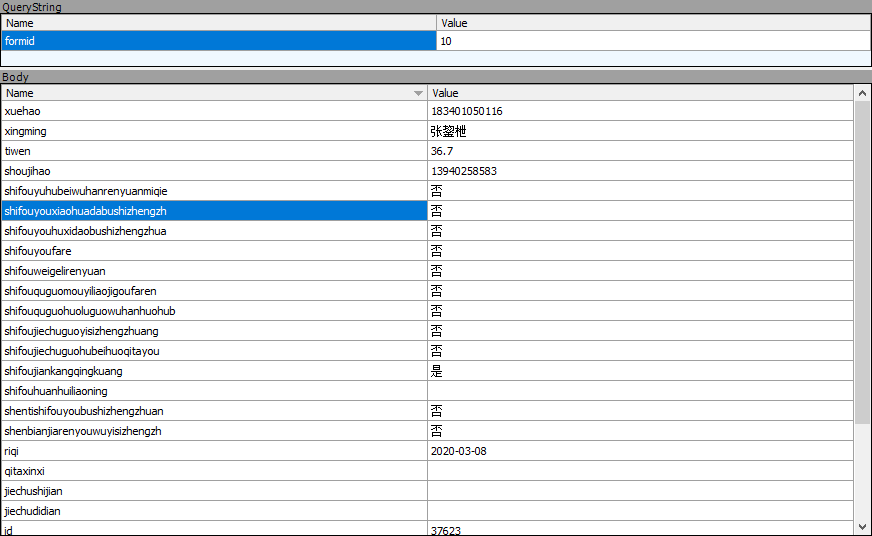 QueryString
Name Value
formid 10
Body
Name Value
xuehao 183401050116
xingming 张鋆枻
tiwen 36.7
shoujihao 13940258583
shifouyuhubeiwuhanrenyuanmiqie 否
shifouyouxiaohuadabushizhengzh 否
shifouyouhuxidaobushizhengzhua 否
shifouyoufare 否
shifouweigelirenyuan 否
shifouquguomouyiliaojigoufaren 否
shifouquguohuoluguowuhanhuohub 否
shifoujiechuguoyisizhengzhuang 否
shifoujiechuguohubeihuoqitayou 否
shifoujiankangqingkuang 是
shifouhuanhuiliaoning
shentishifouyoubushizhengzhuan 否
shenbianjiarenyouwuyisizhengzh 否
riqi 2020-03-08
qitaxinxi
jiechushijian
jiechudidian
id 37623